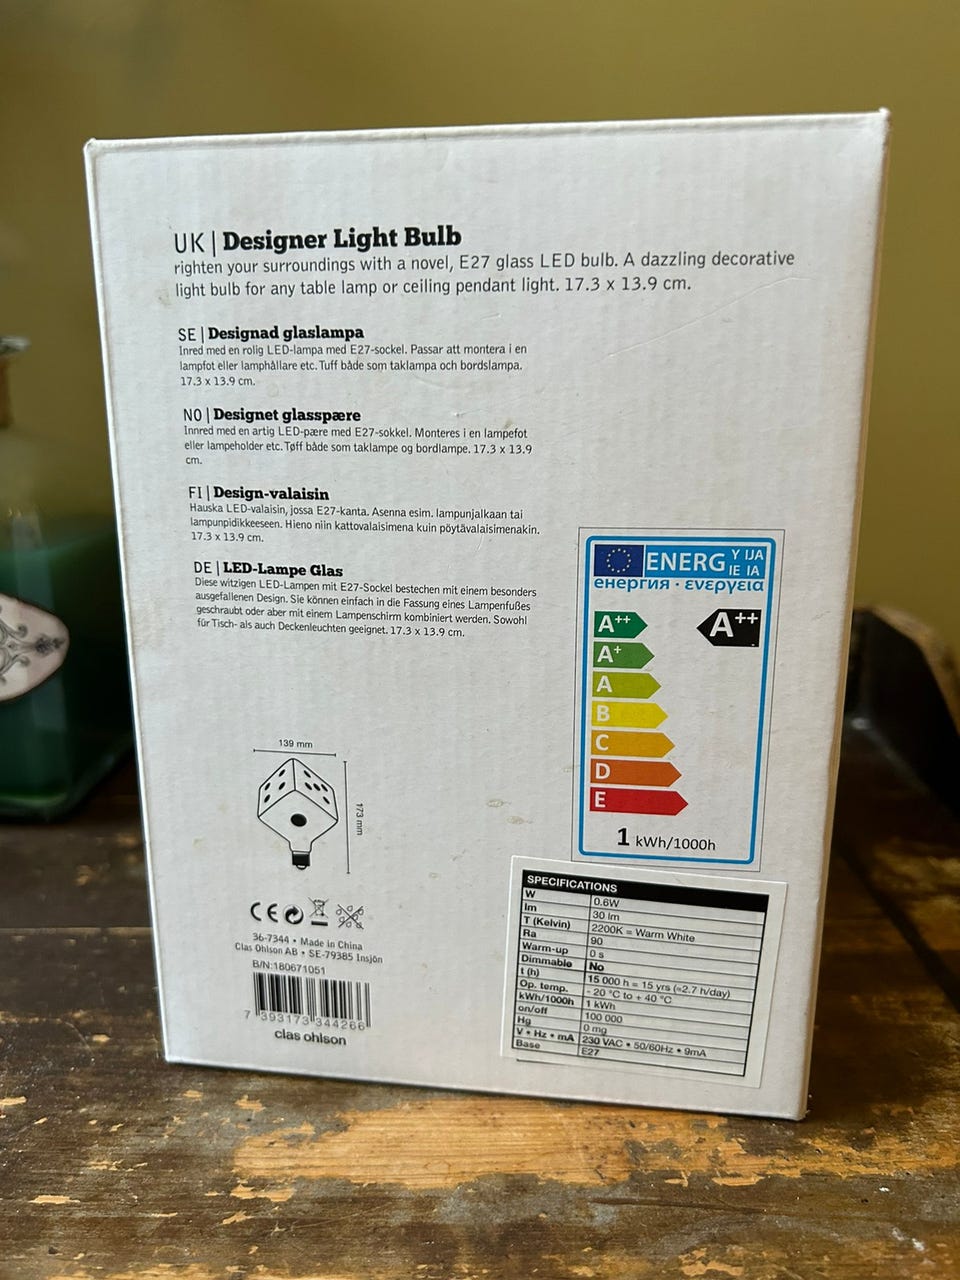 UK | Designer Light Bulb
righten your surroundings with a novel, E27 glass LED bulb. A dazzling decorative
light bulb for any table lamp or ceiling pendant light. 17.3 x 13.9 cm.
SE | Designad glaslampa
Inred med en rolig LED-lampa med E27-sockel. Passar att montera i en
lampfot eller lamphållare etc. Tuff både som taklampa och bordslampa.
17.3 x 13.9 cm.
NO | Designet glasspære
Innred med en artig LED-pære med E27-sokkel. Monteres i en lampefot
eller lampeholder etc. Tøff både som taklampe og bordlampe. 17.3 x 13.9
cm.
FI | Design-valaisin
Hauska LED-valaisin, jossa E27-kanta. Asenna esim. lampunjalkaan tai
lampunpidikkeeseen. Hieno niin kattovalaisimena kuin pöytävalaisimenakin.
17.3 x 13.9 cm.
DE | LED-Lampe Glas
Diese witzigen LED-Lampen mit E27-Sockel bestechen mit einem besonders
ausgefallenen Design. Sie können einfach in die Fassung eines Lampenfußes
geschraubt oder aber mit einem Lampenschirm kombiniert werden. Sowohl
für Tisch- als auch Deckenleuchten geeignet. 17.3 x 13.9 cm.
ENERG Y IJA
IE IA
енергия · ενεργεια
A++ A++
A+
A
B
C
D
E
1 kWh/1000h
139 mm
173 mm
CE
36-7344 • Made in China
Clas Ohlson AB • SE-79385 Insjön
B/N:180671051
7 393173 344266
clas ohlson
SPECIFICATIONS
W 0.6W
lm 30 lm
T (Kelvin) 2200K = Warm White
Ra 90
Warm-up 0 s
Dimmable No
t (h) 15 000 h = 15 yrs (≈2.7 h/day)
Op. temp. - 20 °C to + 40 °C
kWh/1000h 1 kWh
on/off 100 000
Hg 0 mg
V • Hz • mA 230 VAC • 50/60Hz • 9mA
Base E27